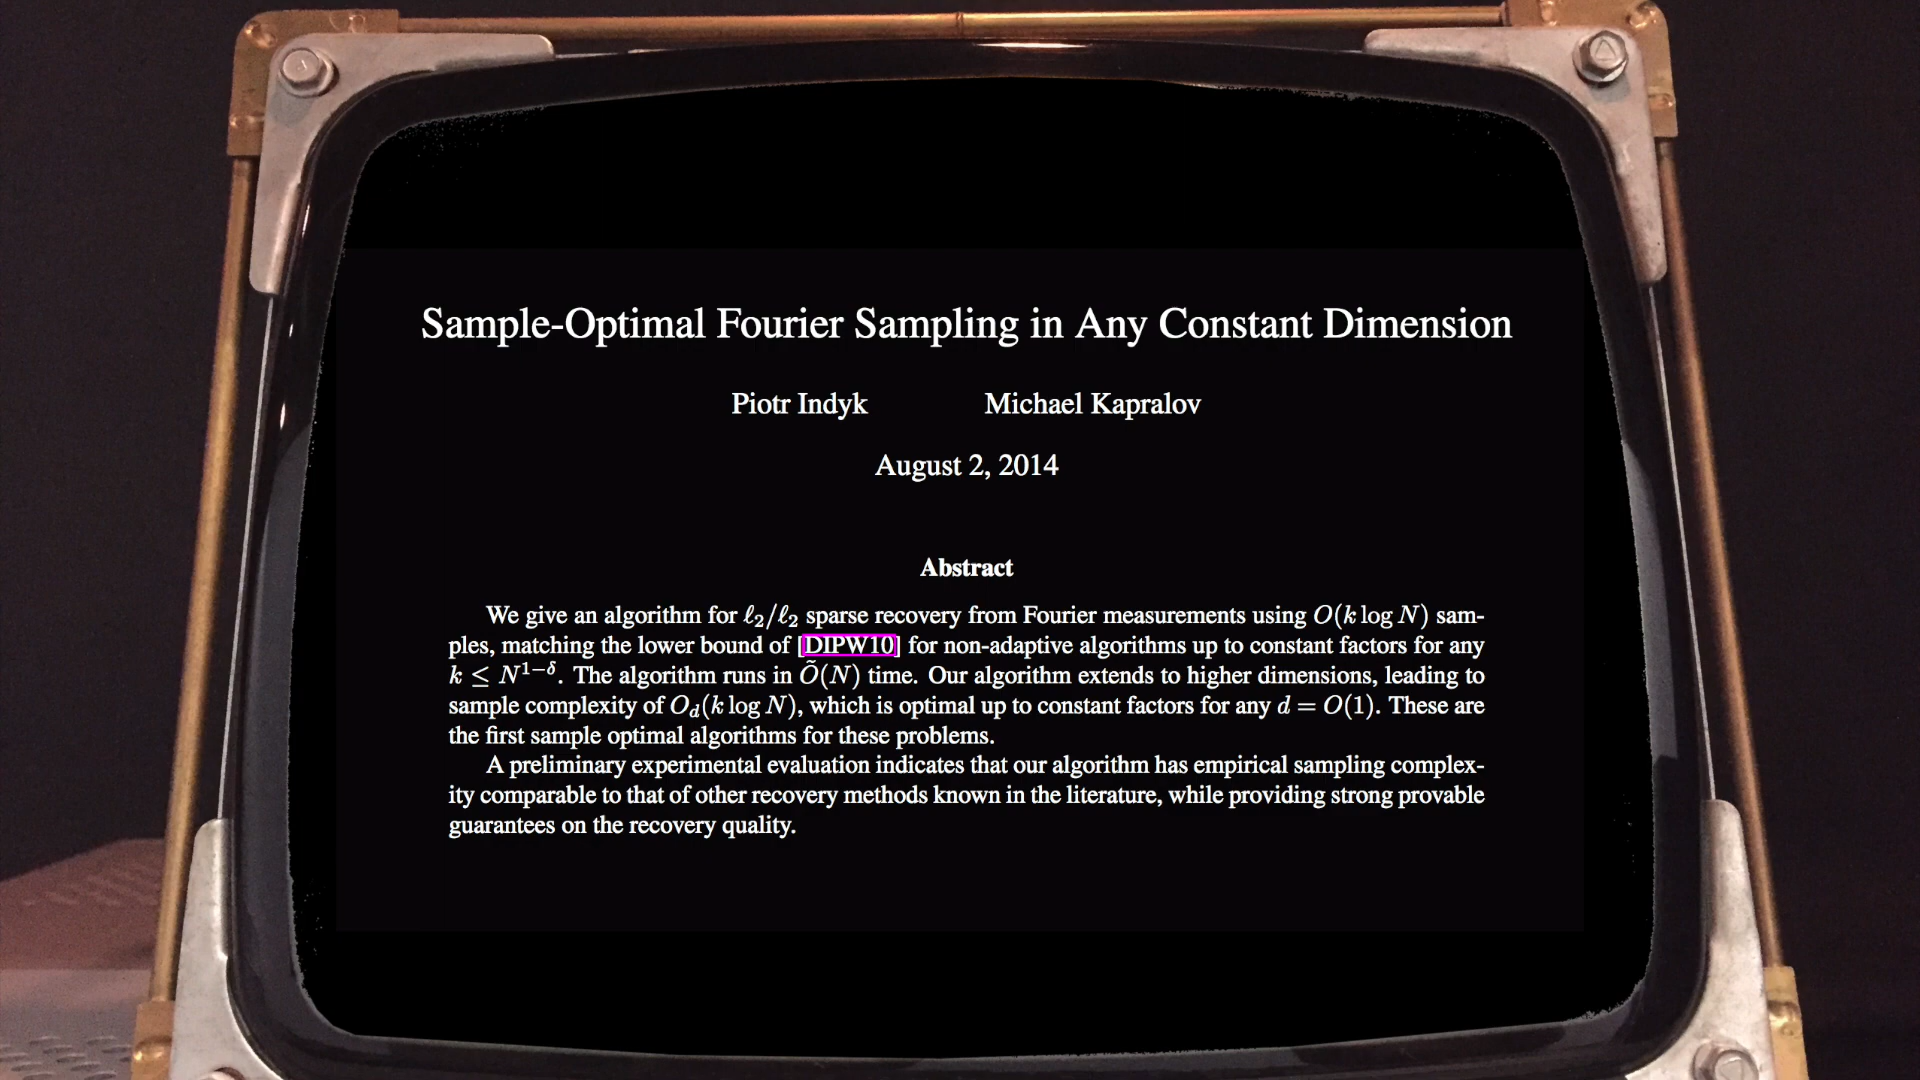 Sample-Optimal Fourier Sampling in Any Constant Dimension
Piotr Indyk Michael Kapralov
August 2, 2014
Abstract
We give an algorithm for ℓ₂/ℓ₂ sparse recovery from Fourier measurements using O(k log N) sam-
ples, matching the lower bound of [DIPW10] for non-adaptive algorithms up to constant factors for any
k ≤ N^{1−δ}. The algorithm runs in Õ(N) time. Our algorithm extends to higher dimensions, leading to
sample complexity of O_d(k log N), which is optimal up to constant factors for any d = O(1). These are
the first sample optimal algorithms for these problems.
A preliminary experimental evaluation indicates that our algorithm has empirical sampling complex-
ity comparable to that of other recovery methods known in the literature, while providing strong provable
guarantees on the recovery quality.